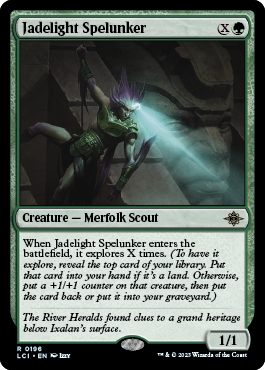 Jadelight Spelunker X
Creature — Merfolk Scout
When Jadelight Spelunker enters the
battlefield, it explores X times. (To have it
explore, reveal the top card of your library. Put
that card into your hand if it's a land. Otherwise,
put a +1/+1 counter on that creature, then put
the card back or put it into your graveyard.)
The River Heralds found clues to a grand heritage
below Ixalan's surface.
1/1
R 0196
LCI • EN Izzy
™ & © 2023 Wizards of the Coast